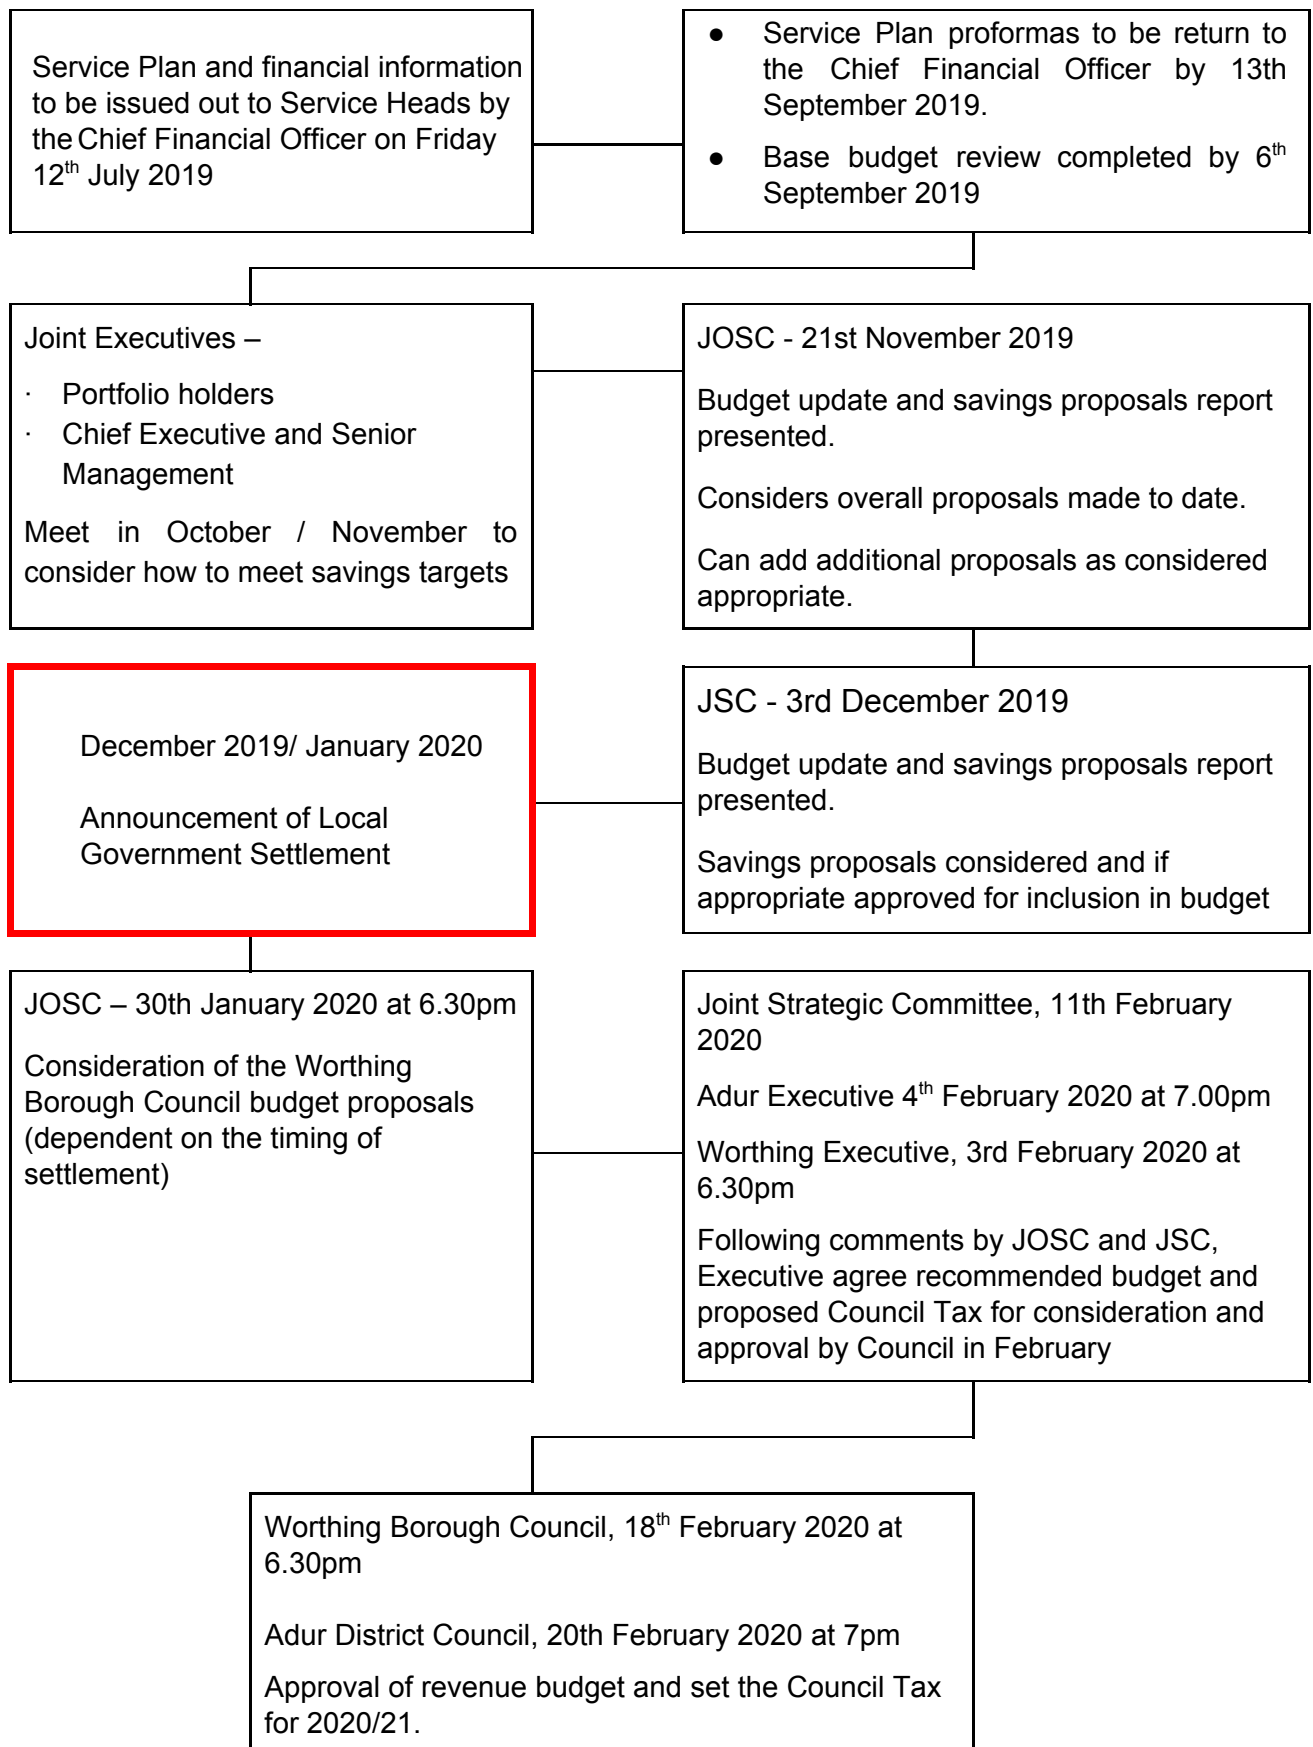 Service Plan and financial information
to be issued out to Service Heads by
the Chief Financial Officer on Friday
12th July 2019
● Service Plan proformas to be return to
the Chief Financial Officer by 13th
September 2019.
● Base budget review completed by 6th
September 2019
Joint Executives –
· Portfolio holders
· Chief Executive and Senior
Management
Meet in October / November to
consider how to meet savings targets
JOSC - 21st November 2019
Budget update and savings proposals report
presented.
Considers overall proposals made to date.
Can add additional proposals as considered
appropriate.
JSC - 3rd December 2019
Budget update and savings proposals report
presented.
Savings proposals considered and if
appropriate approved for inclusion in budget
December 2019/ January 2020
Announcement of Local
Government Settlement
JOSC – 30th January 2020 at 6.30pm
Consideration of the Worthing
Borough Council budget proposals
(dependent on the timing of
settlement)
Joint Strategic Committee, 11th February
2020
Adur Executive 4th February 2020 at 7.00pm
Worthing Executive, 3rd February 2020 at
6.30pm
Following comments by JOSC and JSC,
Executive agree recommended budget and
proposed Council Tax for consideration and
approval by Council in February
Worthing Borough Council, 18th February 2020 at
6.30pm
Adur District Council, 20th February 2020 at 7pm
Approval of revenue budget and set the Council Tax
for 2020/21.